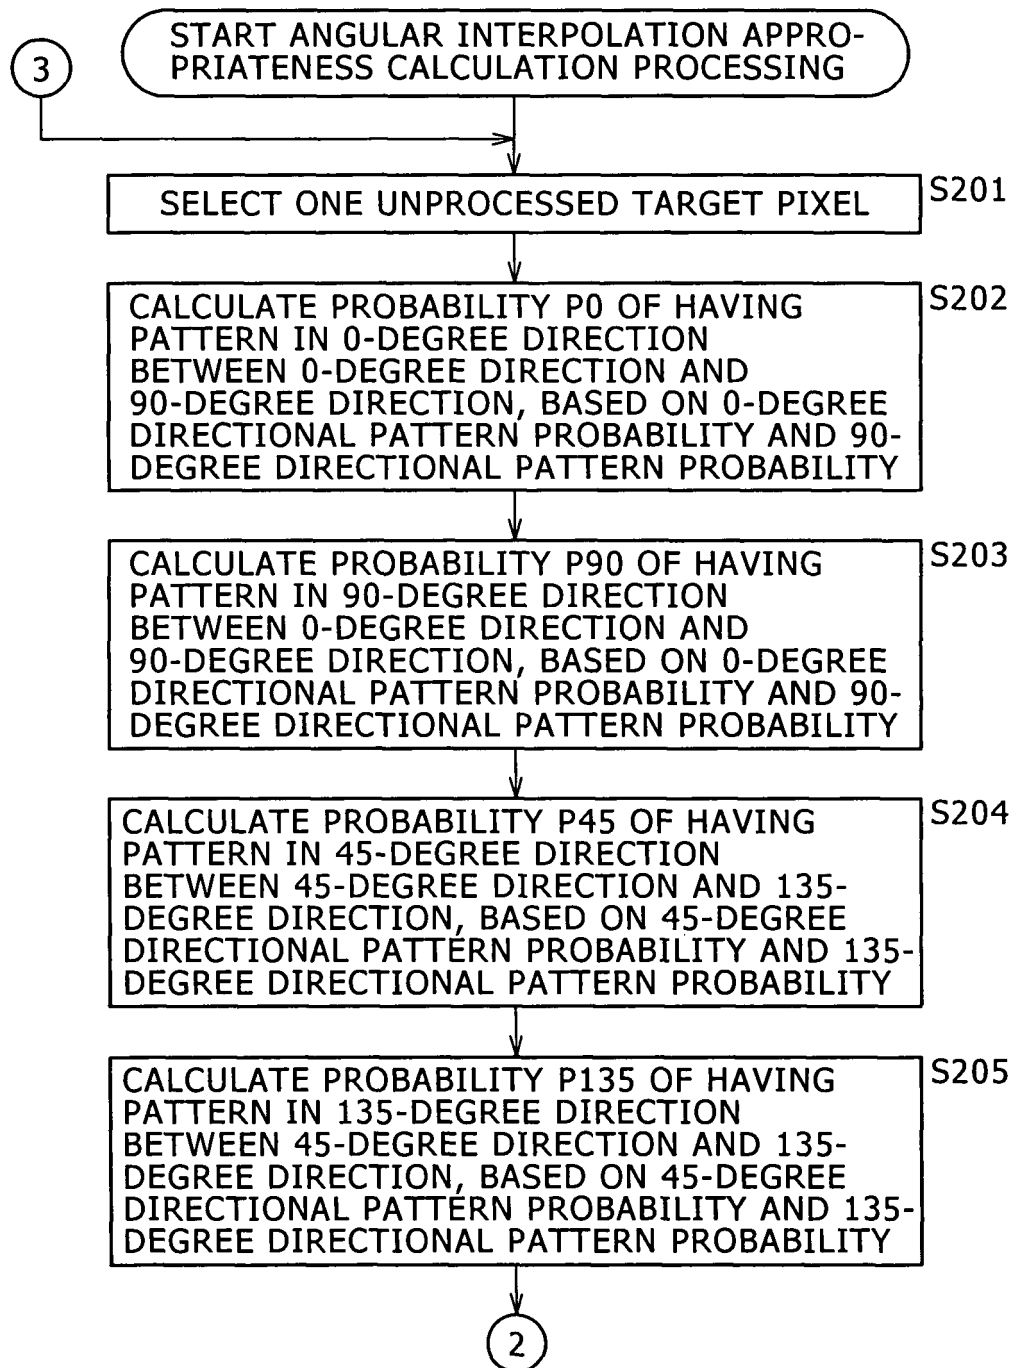 START ANGULAR INTERPOLATION APPRO-
PRIATENESS CALCULATION PROCESSING
3
SELECT ONE UNPROCESSED TARGET PIXEL
S201
CALCULATE PROBABILITY P0 OF HAVING
PATTERN IN 0-DEGREE DIRECTION
BETWEEN 0-DEGREE DIRECTION AND
90-DEGREE DIRECTION, BASED ON 0-DEGREE
DIRECTIONAL PATTERN PROBABILITY AND 90-
DEGREE DIRECTIONAL PATTERN PROBABILITY
S202
CALCULATE PROBABILITY P90 OF HAVING
PATTERN IN 90-DEGREE DIRECTION
BETWEEN 0-DEGREE DIRECTION AND
90-DEGREE DIRECTION, BASED ON 0-DEGREE
DIRECTIONAL PATTERN PROBABILITY AND 90-
DEGREE DIRECTIONAL PATTERN PROBABILITY
S203
CALCULATE PROBABILITY P45 OF HAVING
PATTERN IN 45-DEGREE DIRECTION
BETWEEN 45-DEGREE DIRECTION AND 135-
DEGREE DIRECTION, BASED ON 45-DEGREE
DIRECTIONAL PATTERN PROBABILITY AND 135-
DEGREE DIRECTIONAL PATTERN PROBABILITY
S204
CALCULATE PROBABILITY P135 OF HAVING
PATTERN IN 135-DEGREE DIRECTION
BETWEEN 45-DEGREE DIRECTION AND 135-
DEGREE DIRECTION, BASED ON 45-DEGREE
DIRECTIONAL PATTERN PROBABILITY AND 135-
DEGREE DIRECTIONAL PATTERN PROBABILITY
S205
2